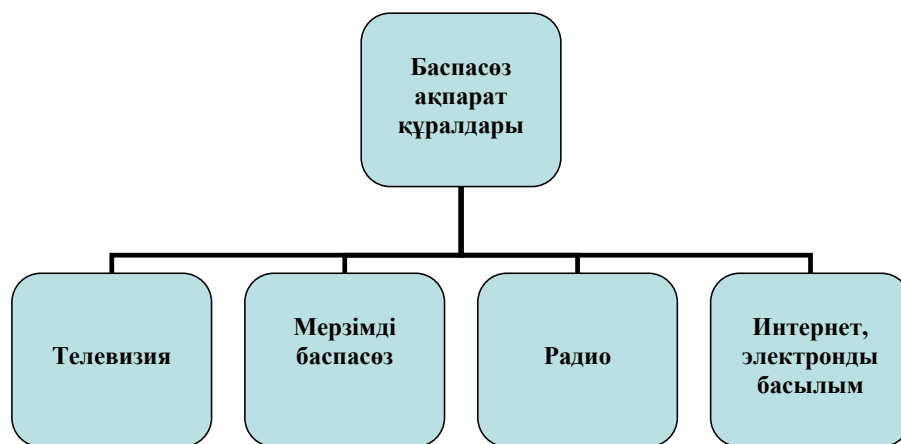 Баспасөз
ақпарат
құралдары
Телевизия
Мерзімді
баспасөз
Радио
Интернет,
электронды
басылым